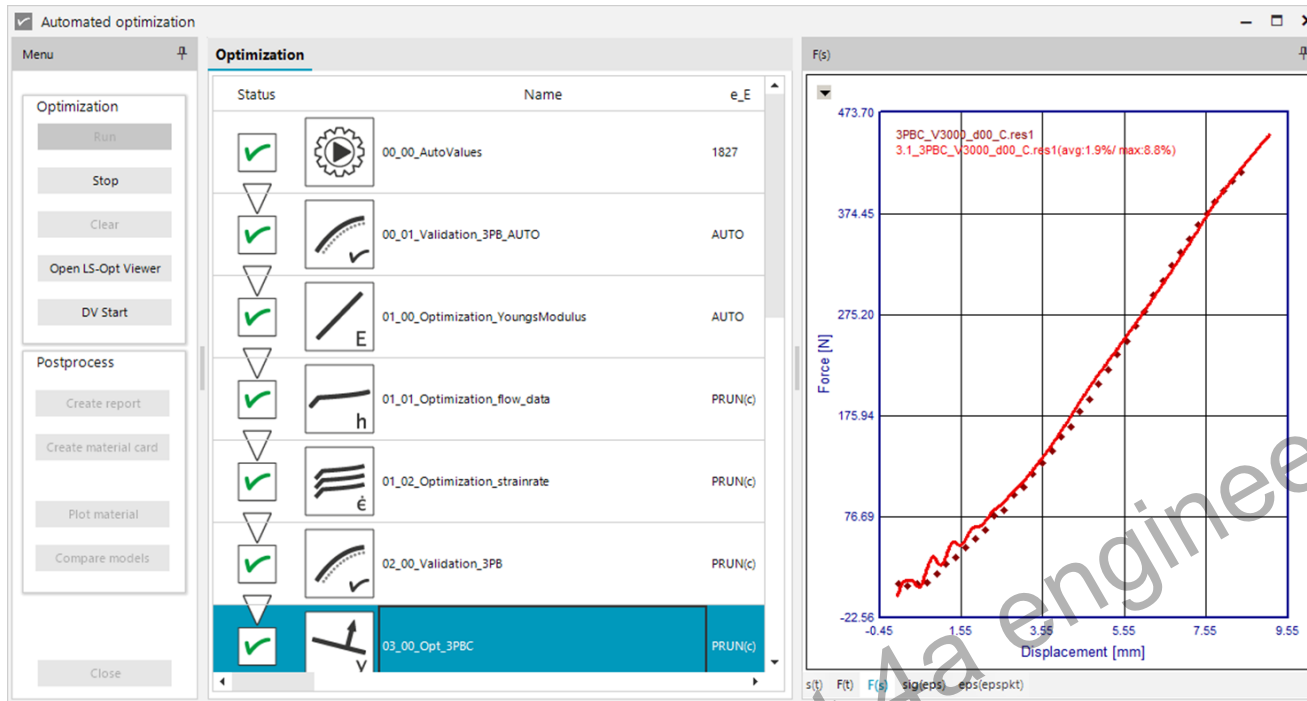 Automated optimization
Menu
Optimization
Run
Stop
Clear
Open LS-Opt Viewer
DV Start
Postprocess
Create report
Create material card
Plot material
Compare models
Close
Optimization
Status Name e_E
00_00_AutoValues 1827
00_01_Validation_3PB_AUTO AUTO
01_00_Optimization_YoungsModulus AUTO
E
01_01_Optimization_flow_data PRUN(c)
h
01_02_Optimization_strainrate PRUN(c)
ė
02_00_Validation_3PB PRUN(c)
03_00_Opt_3PBC PRUN(c)
v
F(s)
473.70
3PBC_V3000_d00_C.res1
3.1_3PBC_V3000_d00_C.res1(avg:1.9%/ max:8.8%)
374.45
275.20
Force [N]
175.94
76.69
-22.56
-0.45 1.55 3.55 5.55 7.55 9.55
Displacement [mm]
s(t) F(t) F(s) sig(eps) eps(epspkt)
4a enginee